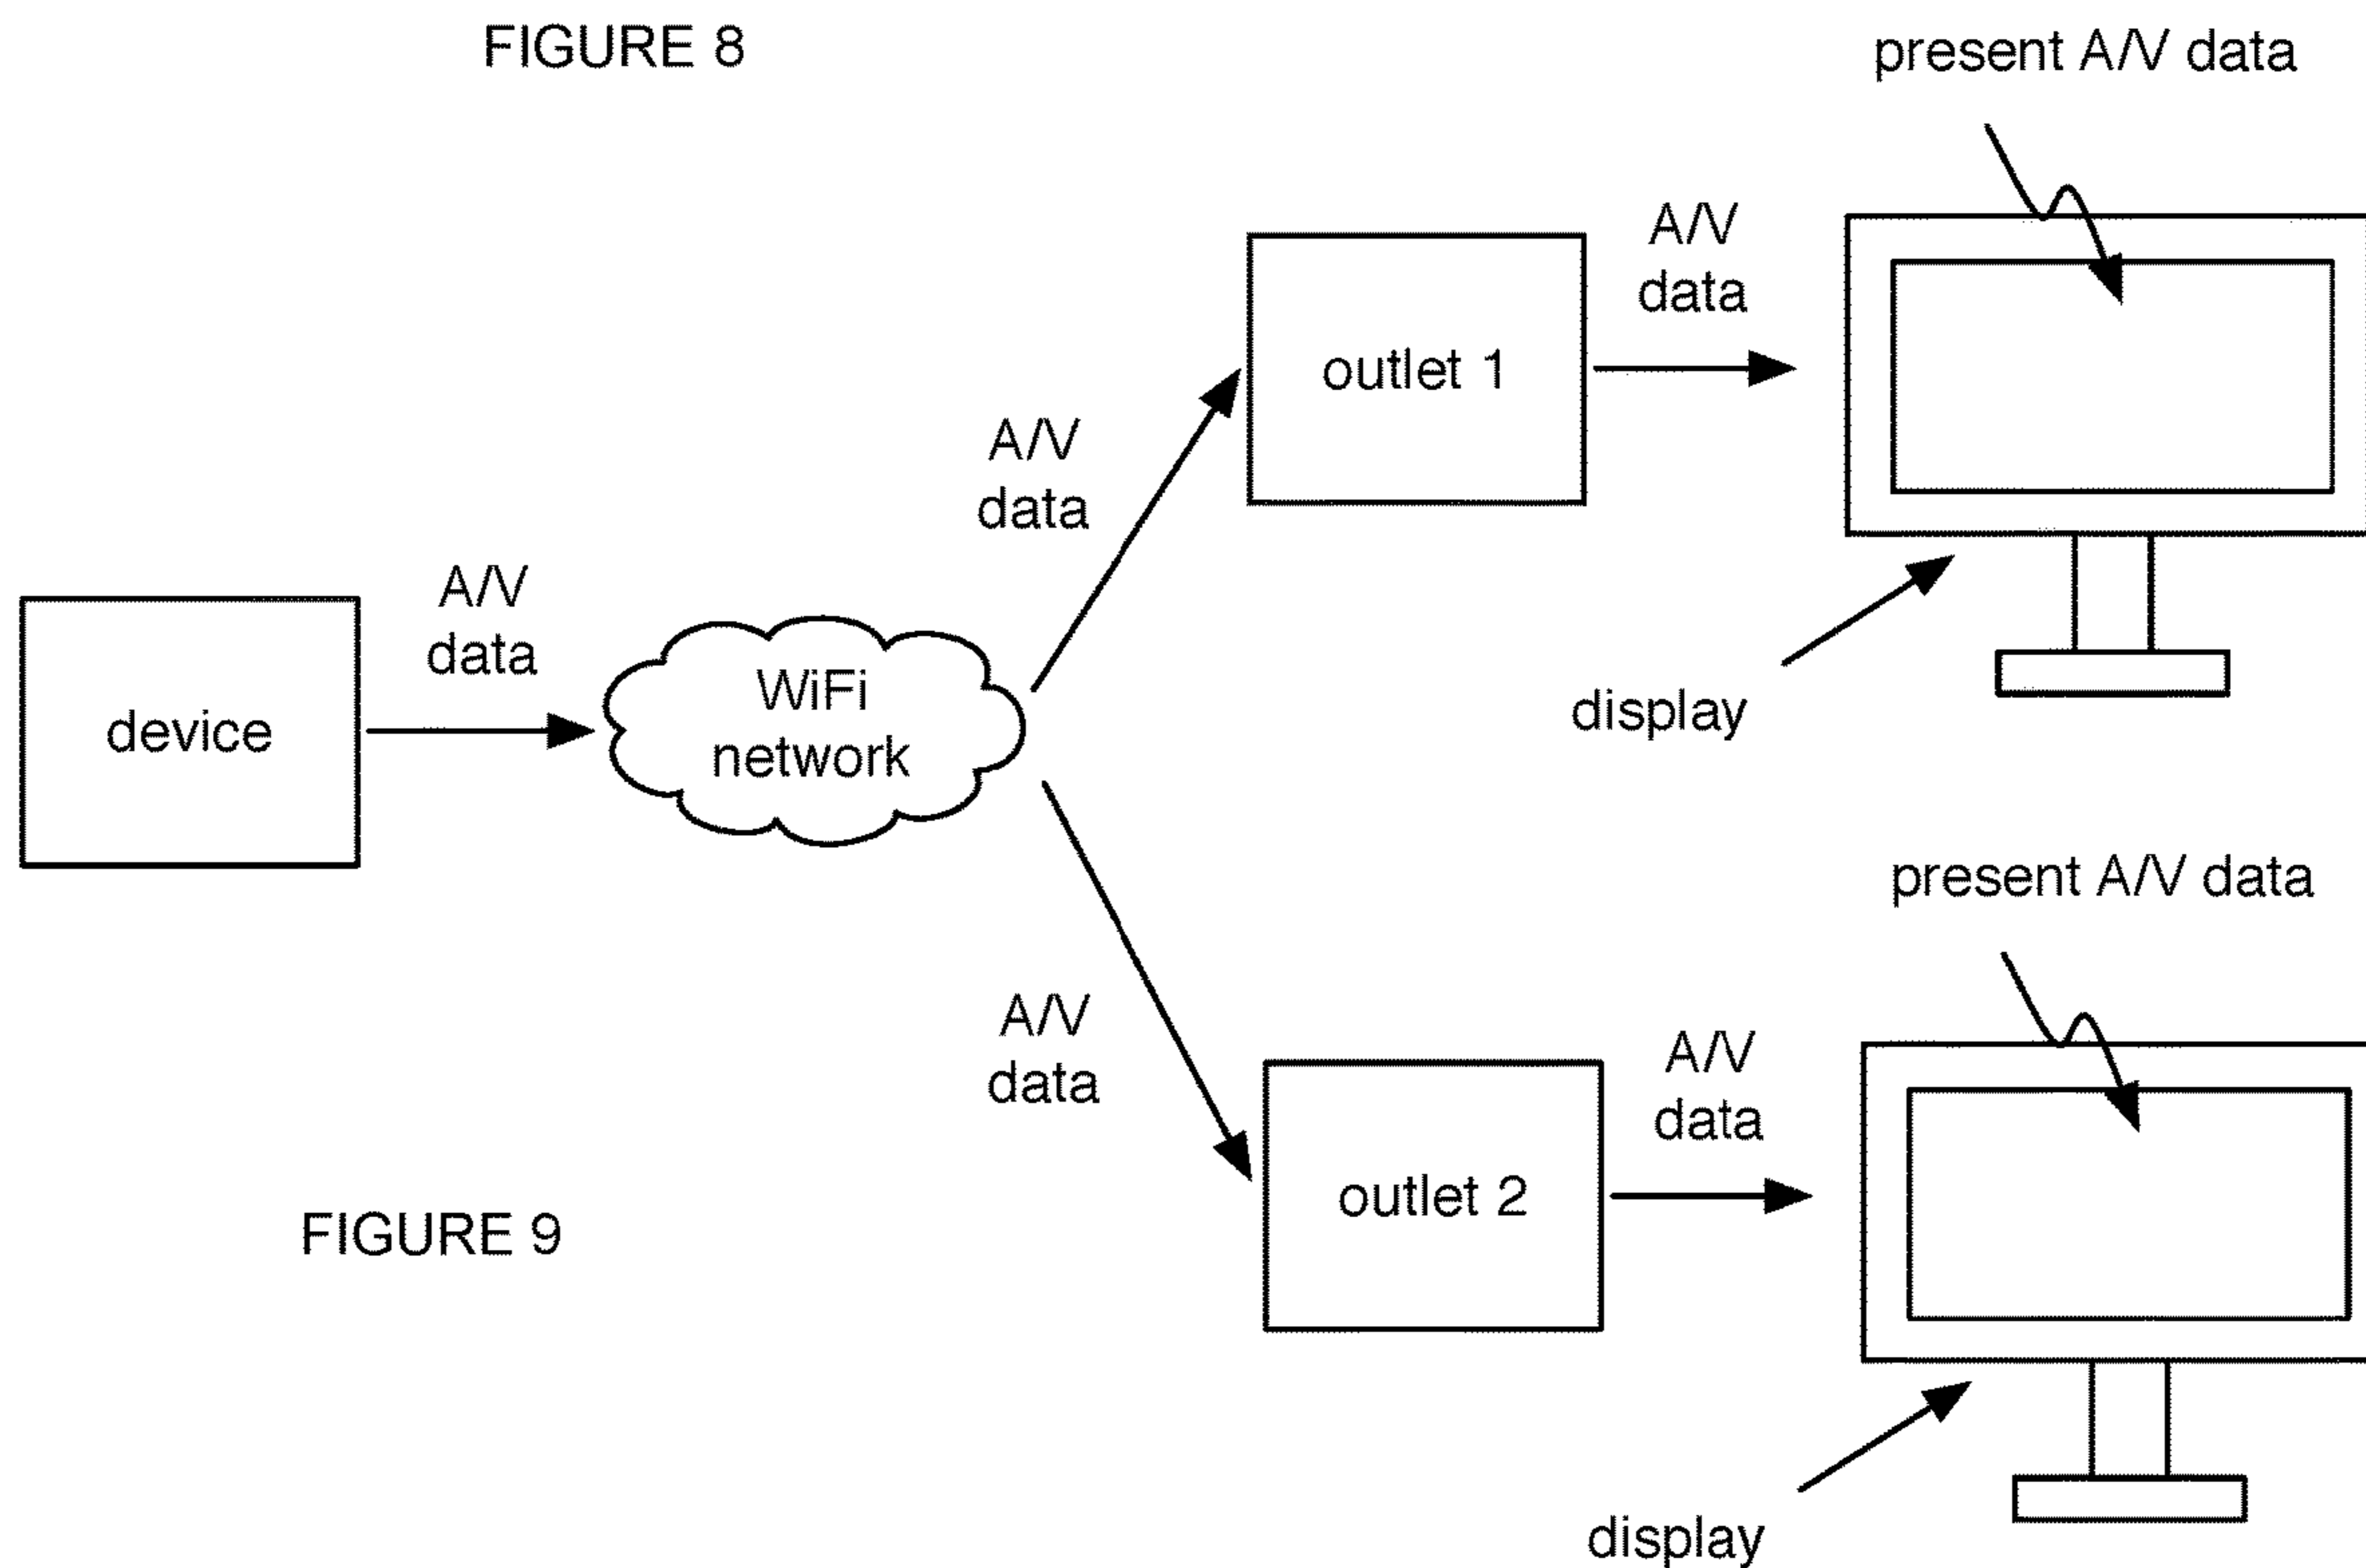 FIGURE 8
present A/V data
A/V
data
outlet 1
A/V
data
A/V
data
device
WiFi
network
display
present A/V data
A/V
data
A/V
data
outlet 2
FIGURE 9
display